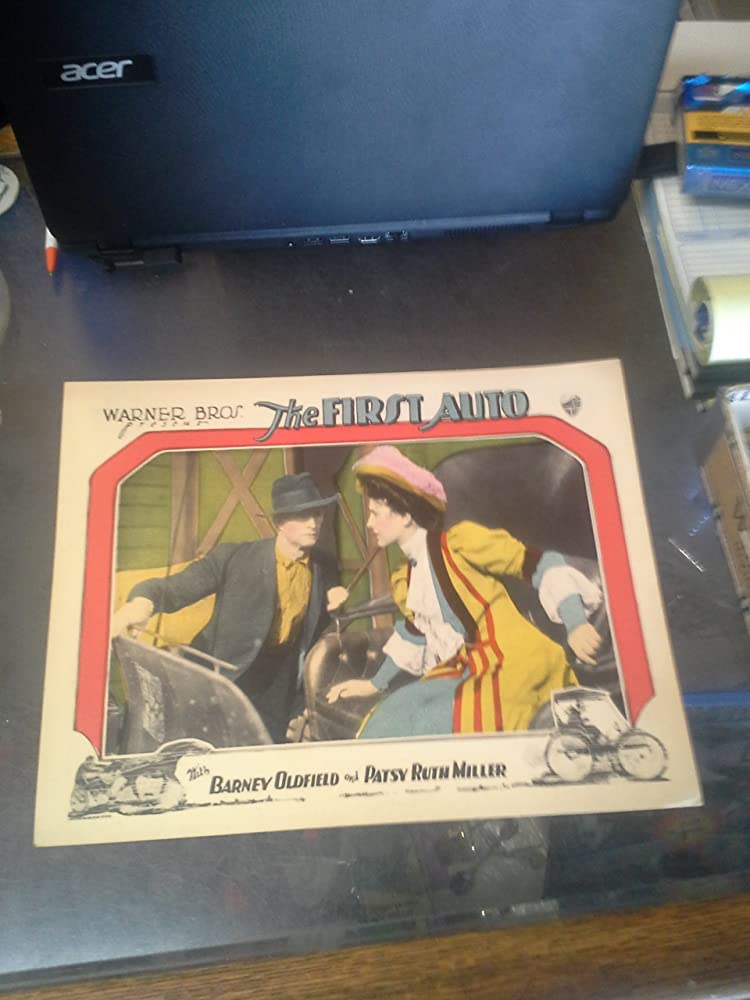 acer
WARNER BROS.
present
The FIRST AUTO
With
BARNEY OLDFIELD and PATSY RUTH MILLER